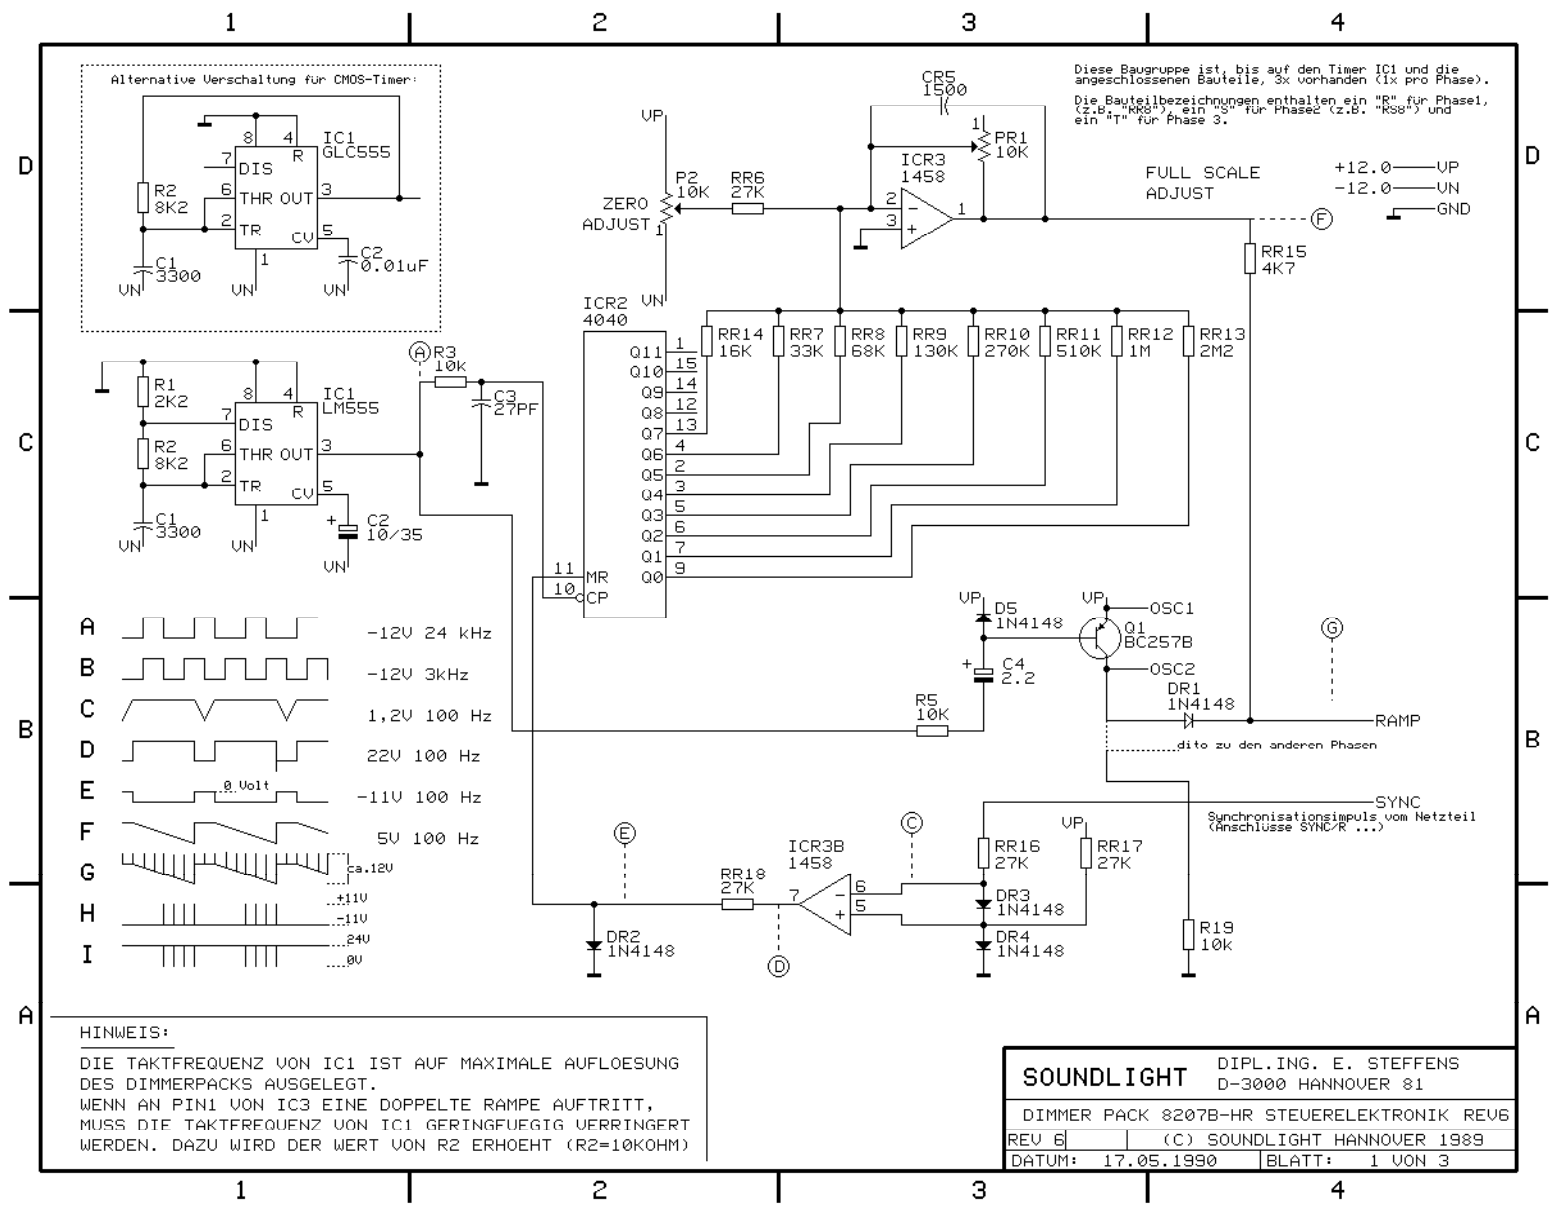 1 2 3 4
Alternative Verschaltung für CMOS-Timer:
Diese Baugruppe ist, bis auf den Timer IC1 und die
angeschlossenen Bauteile, 3x vorhanden (1x pro Phase).
Die Bauteilbezeichnungen enthalten ein "R" für Phase1,
(z.B. "RR8"), ein "S" für Phase2 (z.B. "RS8") und
ein "T" für Phase 3.
D
D
8 4 R
IC1
GLC555
7 DIS
6 THR OUT 3
2 TR
CV 5
1
R2
8K2
C1
3300
C2
0.01uF
VN VN VN
VP
P2
10K
ZERO
ADJUST
1
VN
RR6
27K
CR5
1500
1
PR1
10K
ICR3
1458
2 -
3 +
1
FULL SCALE
ADJUST
+12.0 VP
-12.0 VN
GND
F
RR15
4K7
C
C
ICR2
4040
A
R3
10k
C3
27PF
R1
2K2
R2
8K2
C1
3300
8 4 R
IC1
LM555
7 DIS
6 THR OUT 3
2 TR
CV 5
1
+
C2
10/35
VN VN VN
Q11 1
Q10 15
Q9 14
Q8 12
Q7 13
Q6 4
Q5 2
Q4 3
Q3 5
Q2 6
Q1 7
Q0 9
11 MR
10 CP
RR14
16K
RR7
33K
RR8
68K
RR9
130K
RR10
270K
RR11
510K
RR12
1M
RR13
2M2
B
B
A -12V 24 kHz
B -12V 3kHz
C 1,2V 100 Hz
D 22V 100 Hz
E 0 Volt -11V 100 Hz
F 5V 100 Hz
G ca.12V
H +11V
-11V
I 24V
0V
VP
D5
1N4148
+
C4
2.2
R5
10K
VP
OSC1
Q1
BC257B
OSC2
DR1
1N4148
G
RAMP
dito zu den anderen Phasen
SYNC
Synchronisationsimpuls vom Netzteil
(Anschlüsse SYNC/R ...)
E
C
VP
RR16
27K
RR17
27K
ICR3B
1458
7
6 -
5 +
RR18
27K
D
DR2
1N4148
DR3
1N4148
DR4
1N4148
R19
10k
A
A
HINWEIS:
DIE TAKTFREQUENZ VON IC1 IST AUF MAXIMALE AUFLOESUNG
DES DIMMERPACKS AUSGELEGT.
WENN AN PIN1 VON IC3 EINE DOPPELTE RAMPE AUFTRITT,
MUSS DIE TAKTFREQUENZ VON IC1 GERINGFUEGIG VERRINGERT
WERDEN. DAZU WIRD DER WERT VON R2 ERHOEHT (R2=10KOHM)
SOUNDLIGHT
DIPL.ING. E. STEFFENS
D-3000 HANNOVER 81
DIMMER PACK 8207B-HR STEUERELEKTRONIK REV6
REV 6 (C) SOUNDLIGHT HANNOVER 1989
DATUM: 17.05.1990 BLATT: 1 VON 3
1 2 3 4